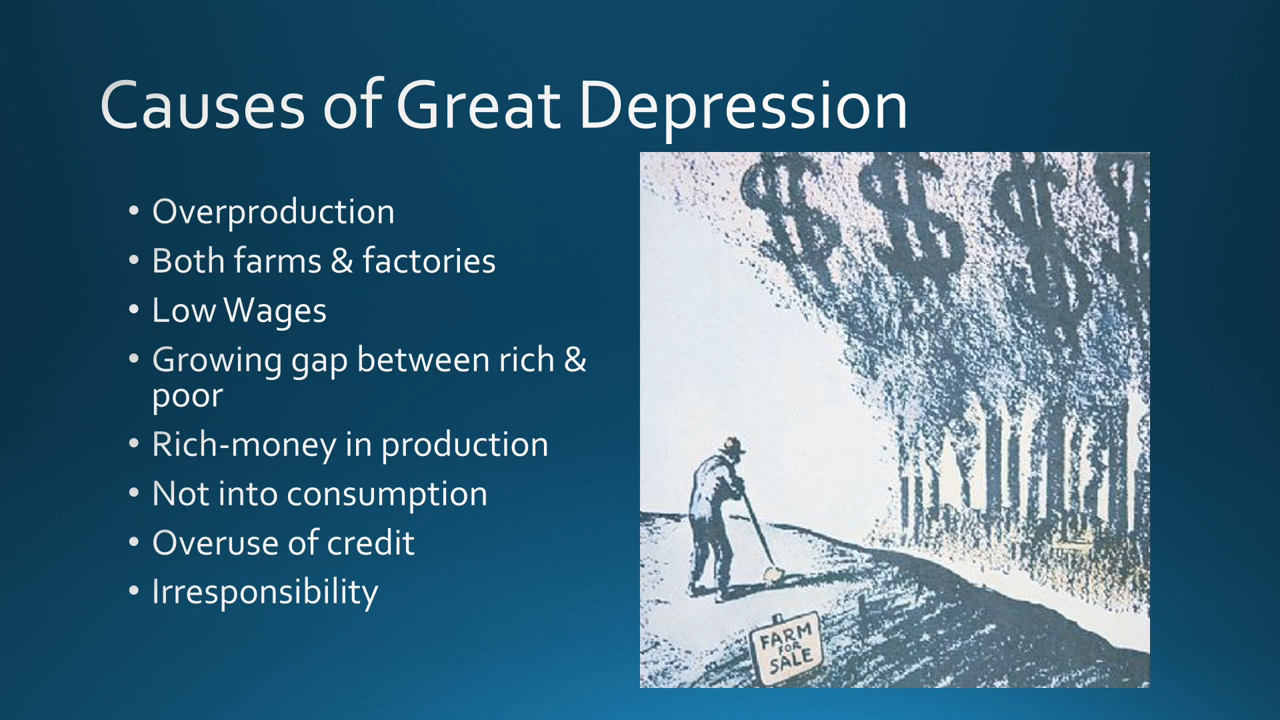 Causes of Great Depression
• Overproduction
• Both farms & factories
• Low Wages
• Growing gap between rich &
poor
• Rich-money in production
• Not into consumption
• Overuse of credit
• Irresponsibility
$ $ $ $
FARM
FOR
SALE